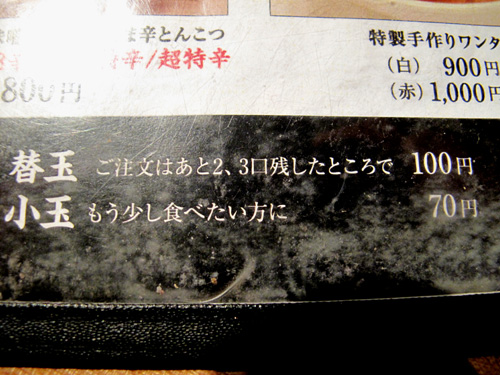 ま辛とんこつ
辛/超特辛
800円
特製手作りワンタ
(白) 900円
(赤) 1,000円
替玉 ご注文はあと2、3口残したところで 100円
小玉 もう少し食べたい方に 70円